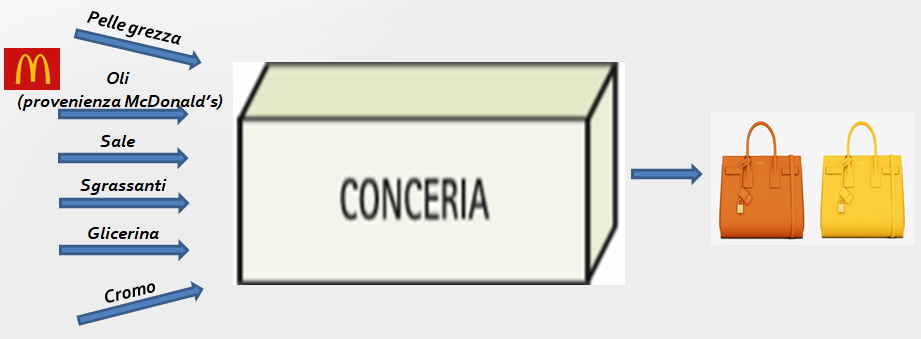 Pelle grezza
Oli
(provenienza McDonald's)
Sale
Sgrassanti
Glicerina
Cromo
CONCERIA